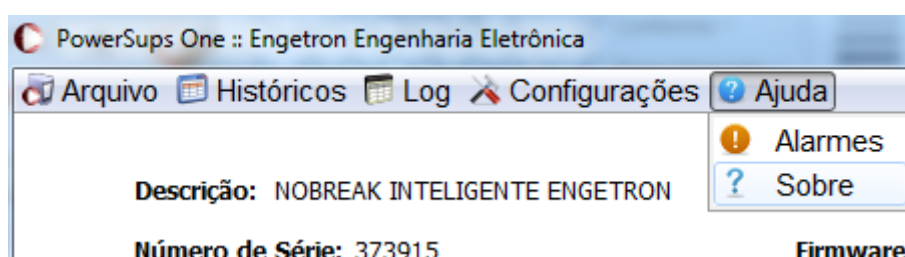 PowerSups One :: Engetron Engenharia Eletrônica
Arquivo Históricos Log Configurações Ajuda
Alarmes
Sobre
Descrição: NOBREAK INTELIGENTE ENGETRON
Número de Série: 373915 Firmware